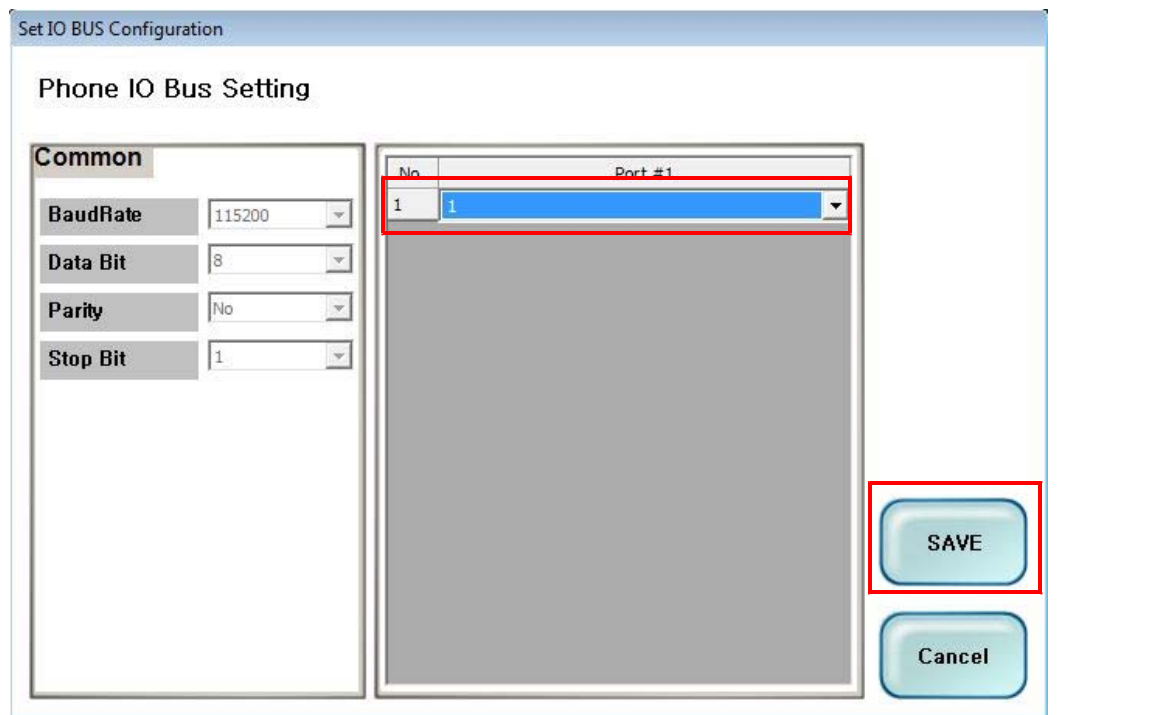 Set IO BUS Configuration
Phone IO Bus Setting
Common
BaudRate 115200
Data Bit 8
Parity No
Stop Bit 1
No Port #1
1 1
SAVE
Cancel